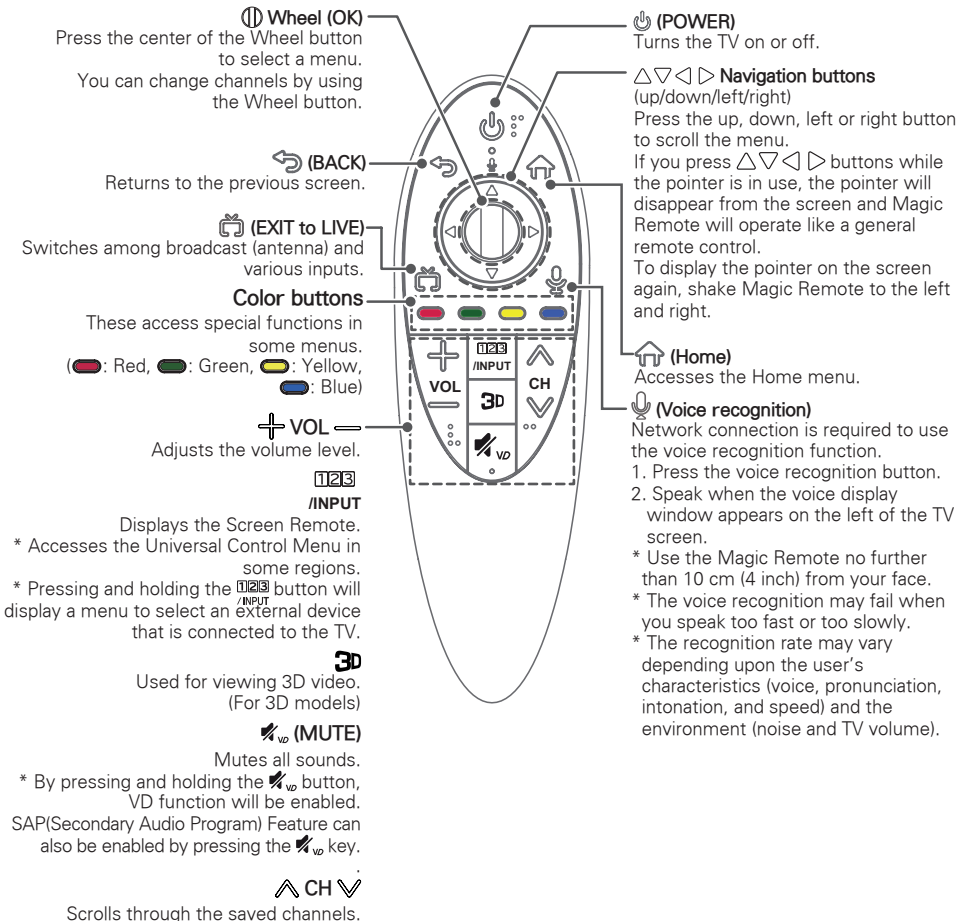 Wheel (OK)
Press the center of the Wheel button
to select a menu.
You can change channels by using
the Wheel button.
(BACK)
Returns to the previous screen.
(EXIT to LIVE)
Switches among broadcast (antenna) and
various inputs.
Color buttons
These access special functions in
some menus.
( : Red, : Green, : Yellow,
: Blue)
VOL
Adjusts the volume level.
123
/INPUT
Displays the Screen Remote.
* Accesses the Universal Control Menu in
some regions.
* Pressing and holding the 123/INPUT button will
display a menu to select an external device
that is connected to the TV.
3D
Used for viewing 3D video.
(For 3D models)
VD (MUTE)
Mutes all sounds.
* By pressing and holding the VD button,
VD function will be enabled.
SAP(Secondary Audio Program) Feature can
also be enabled by pressing the VD key.
.
CH
Scrolls through the saved channels.
VOL
123
/INPUT
3D
VD
CH
(POWER)
Turns the TV on or off.
Navigation buttons
(up/down/left/right)
Press the up, down, left or right button
to scroll the menu.
If you press △▽◁ ▷ buttons while
the pointer is in use, the pointer will
disappear from the screen and Magic
Remote will operate like a general
remote control.
To display the pointer on the screen
again, shake Magic Remote to the left
and right.
(Home)
Accesses the Home menu.
(Voice recognition)
Network connection is required to use
the voice recognition function.
1. Press the voice recognition button.
2. Speak when the voice display
window appears on the left of the TV
screen.
* Use the Magic Remote no further
than 10 cm (4 inch) from your face.
* The voice recognition may fail when
you speak too fast or too slowly.
* The recognition rate may vary
depending upon the user's
characteristics (voice, pronunciation,
intonation, and speed) and the
environment (noise and TV volume).